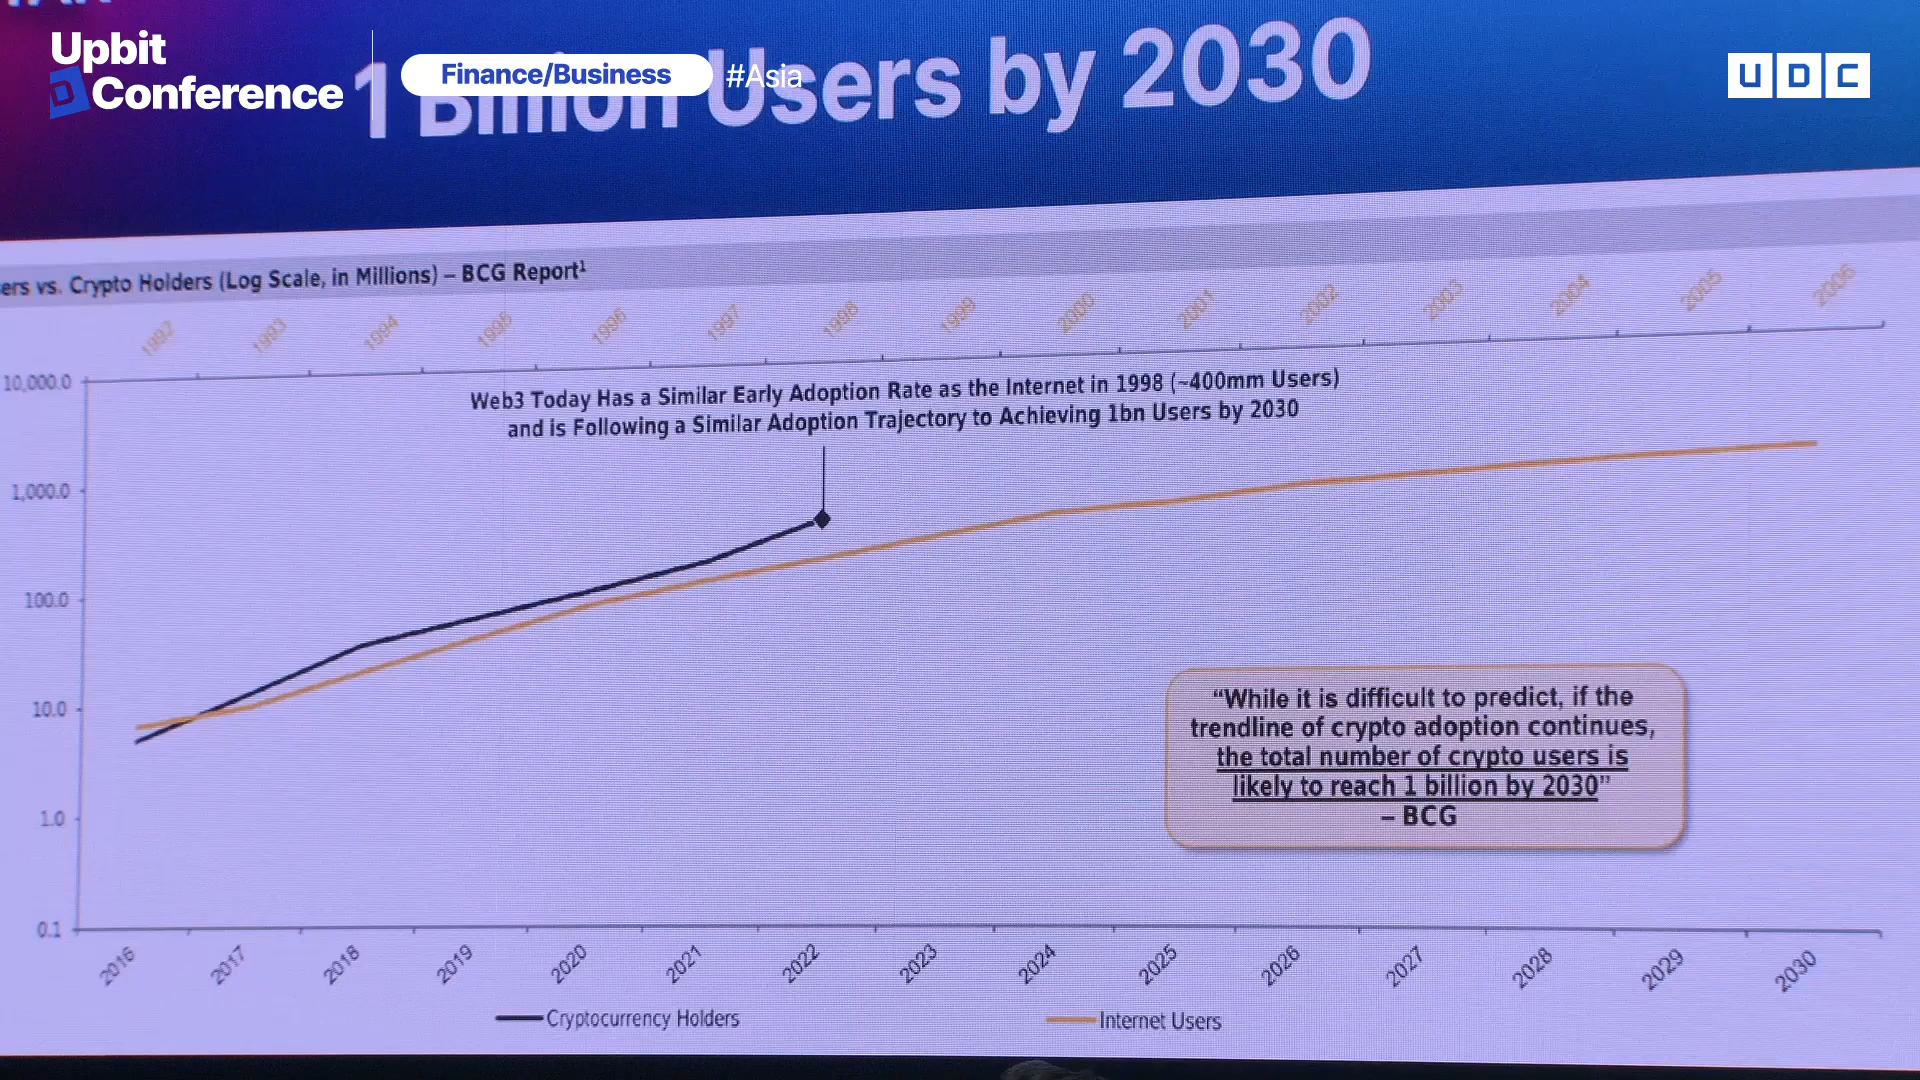 Upbit
D Conference
Finance/Business
#Asia
UDC
1 Billion Users by 2030
vs. Crypto Holders (Log Scale, in Millions) – BCG Report¹
1992 1993 1994 1995 1996 1997 1998 1999 2000 2001 2002 2003 2004 2005 2006
Web3 Today Has a Similar Early Adoption Rate as the Internet in 1998 (~400mm Users)
and is Following a Similar Adoption Trajectory to Achieving 1bn Users by 2030
10,000.0
1,000.0
100.0
10.0
1.0
0.1
“While it is difficult to predict, if the
trendline of crypto adoption continues,
the total number of crypto users is
likely to reach 1 billion by 2030”
– BCG
2016 2017 2018 2019 2020 2021 2022 2023 2024 2025 2026 2027 2028 2029 2030
Cryptocurrency Holders
Internet Users